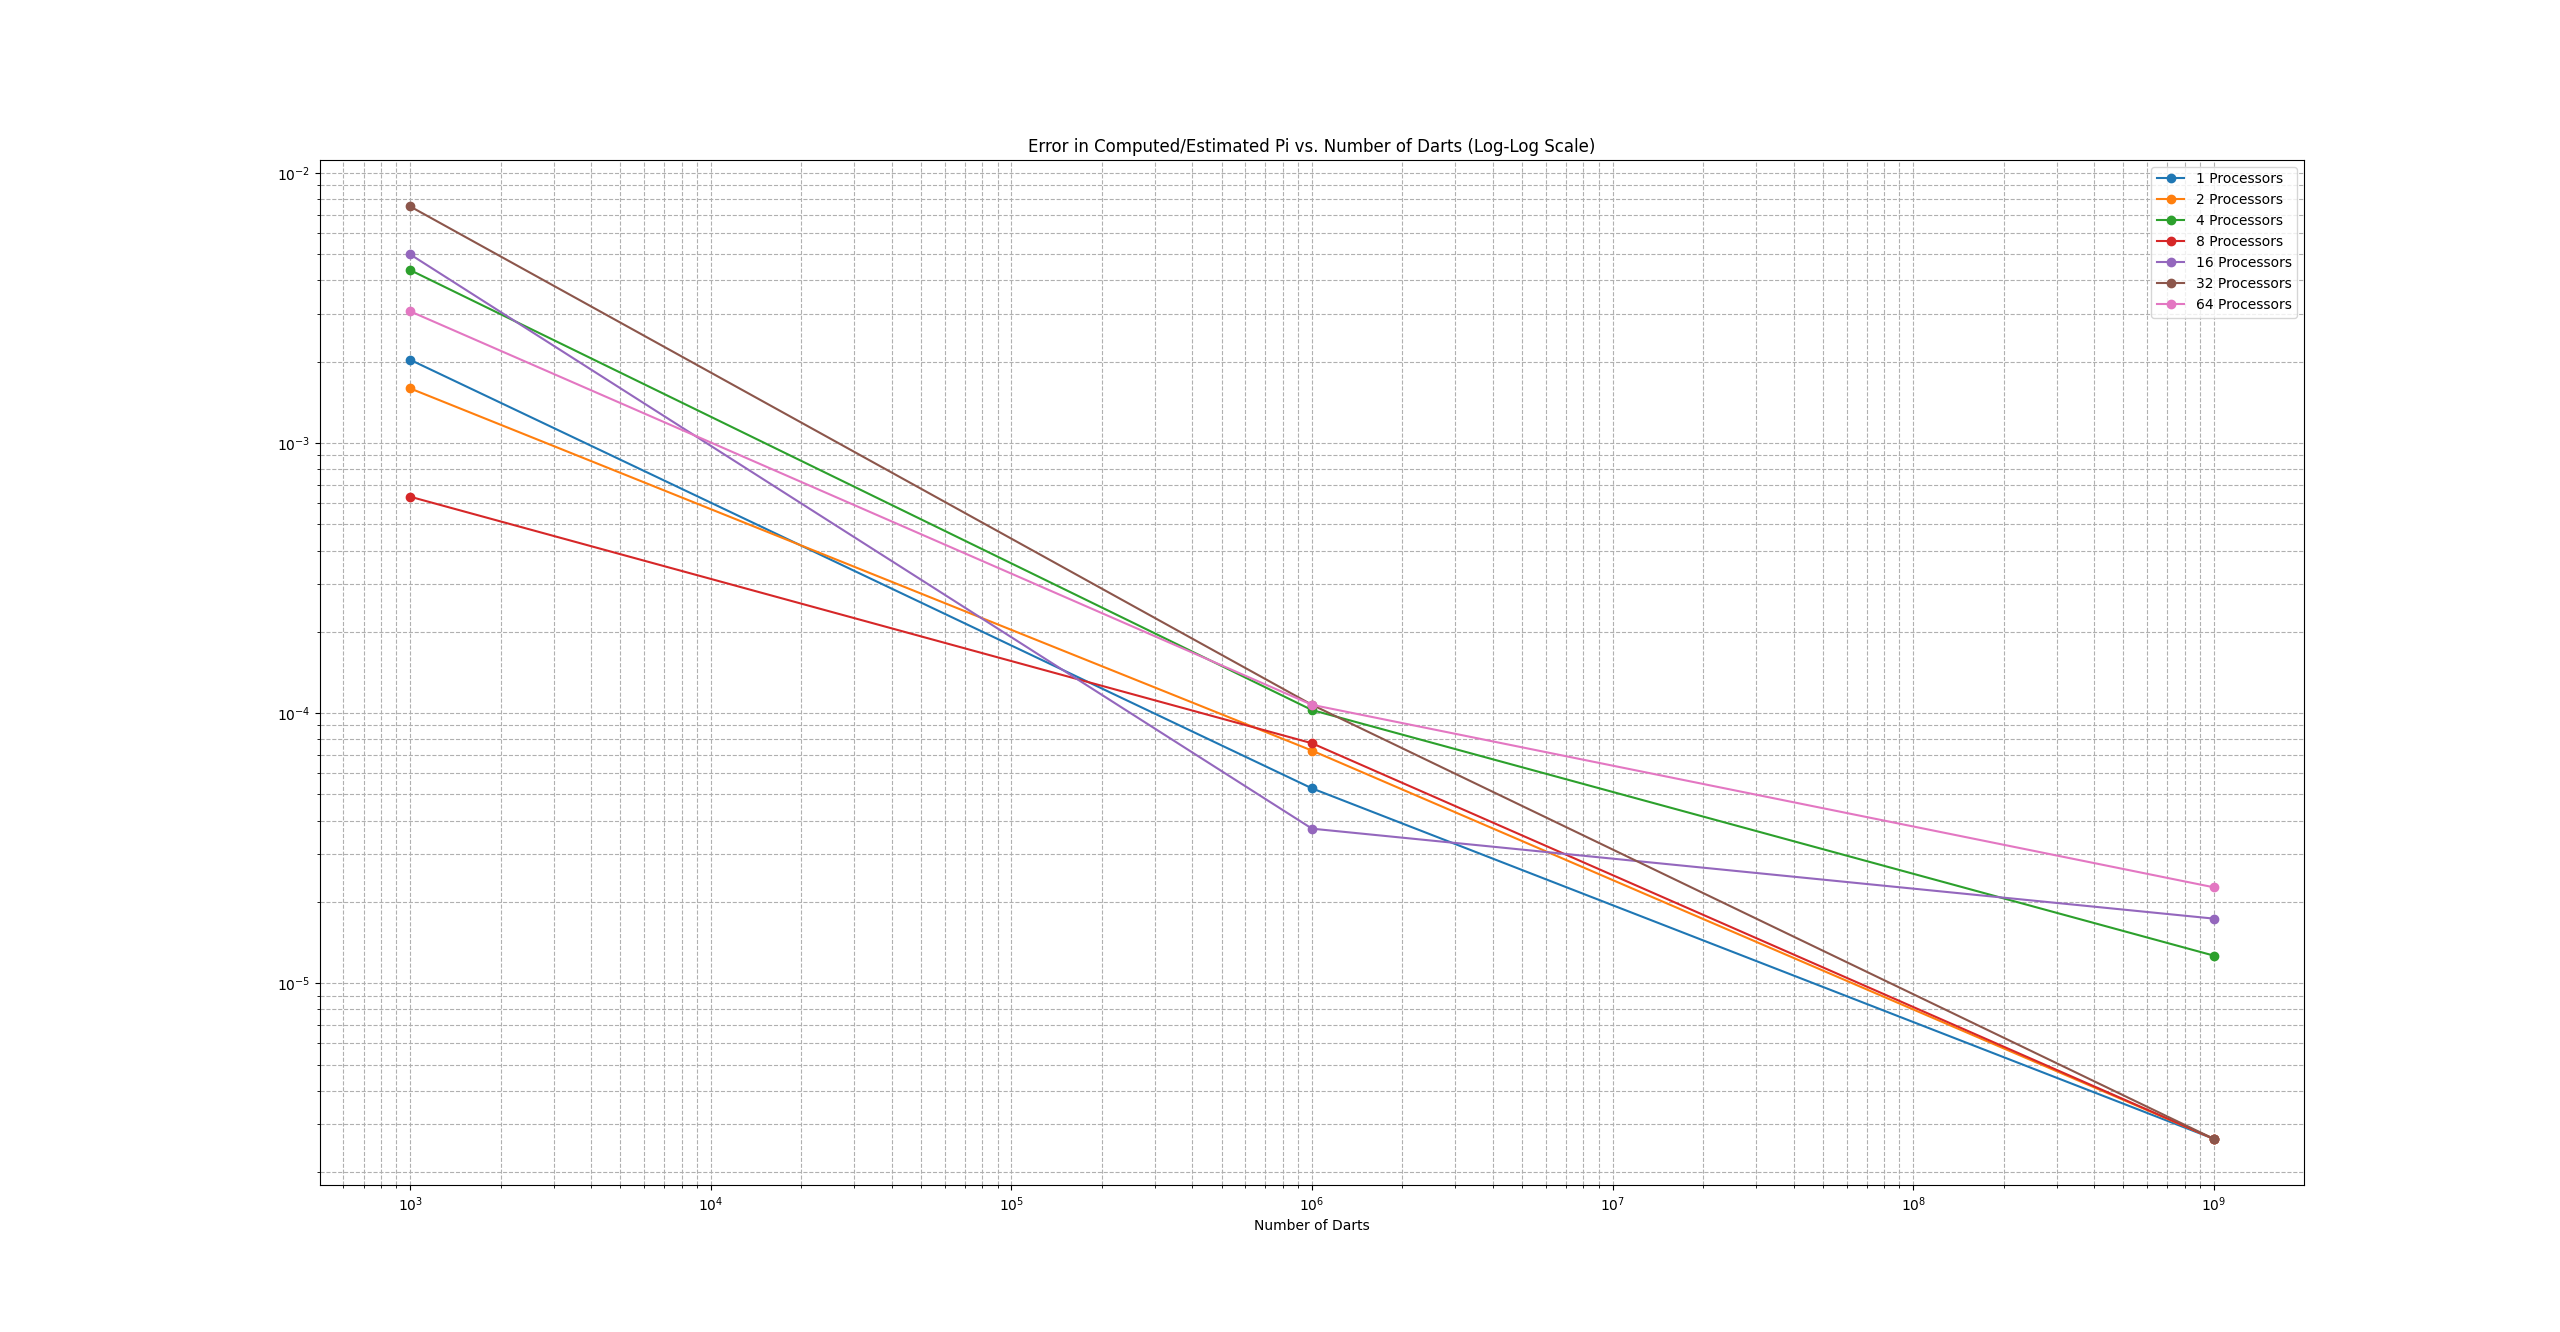 Error in Computed/Estimated Pi vs. Number of Darts (Log-Log Scale)
10⁻²
10⁻³
10⁻⁴
10⁻⁵
1 Processors
2 Processors
4 Processors
8 Processors
16 Processors
32 Processors
64 Processors
10³ 10⁴ 10⁵ 10⁶ 10⁷ 10⁸ 10⁹
Number of Darts